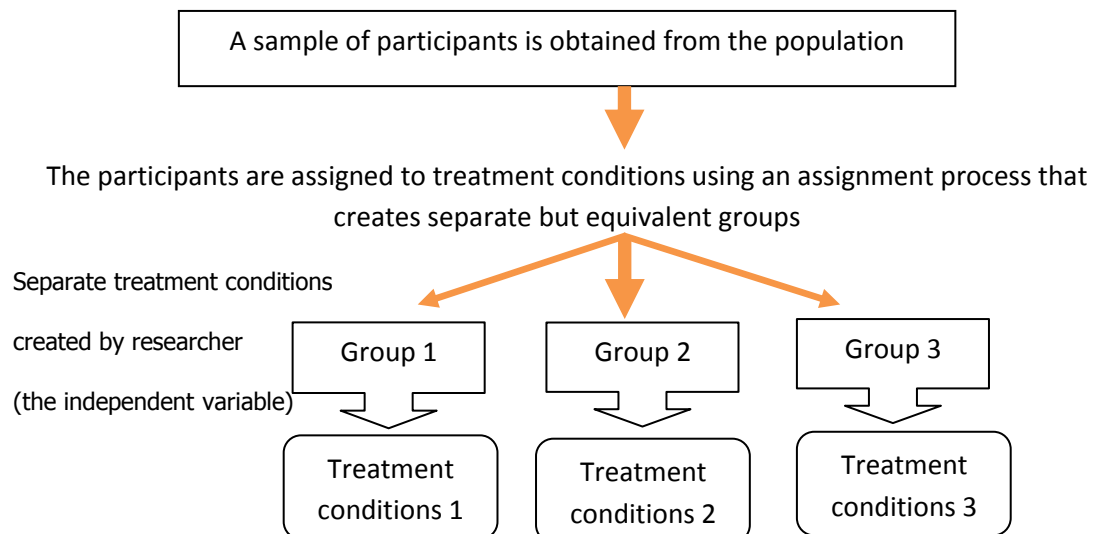 A sample of participants is obtained from the population
The participants are assigned to treatment conditions using an assignment process that
creates separate but equivalent groups
Separate treatment conditions
created by researcher
(the independent variable)
Group 1
Group 2
Group 3
Treatment
conditions 1
Treatment
conditions 2
Treatment
conditions 3